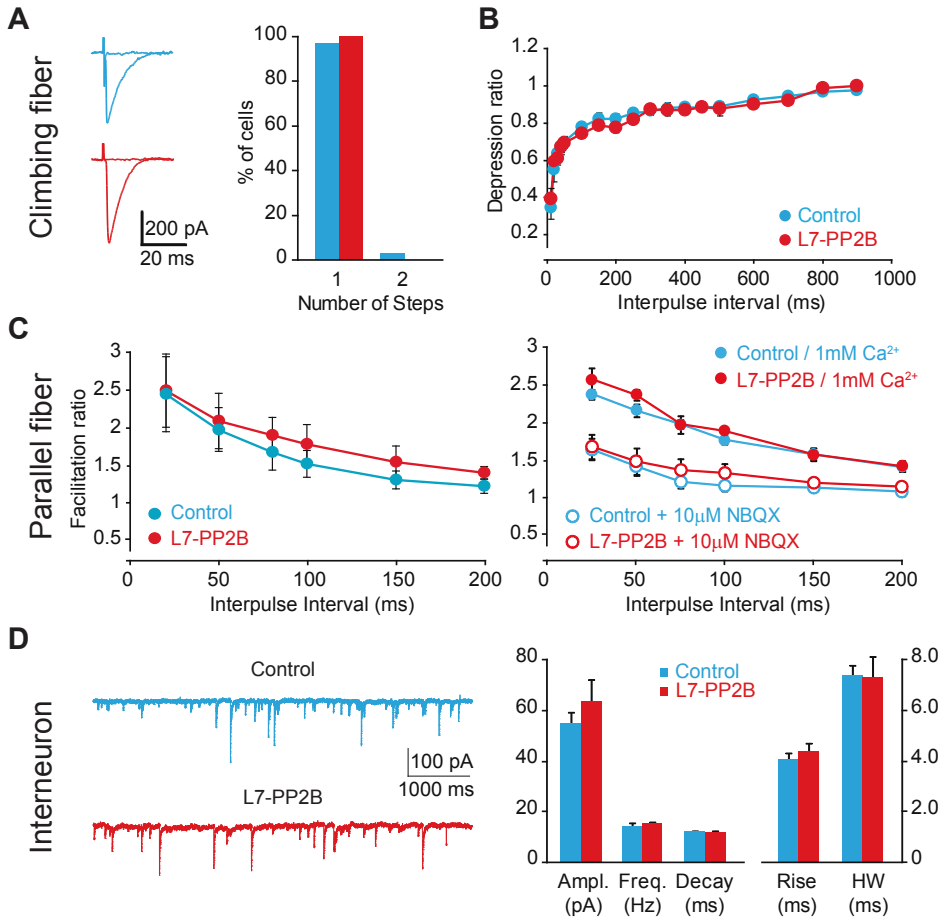 A
Climbing fiber
200 pA
20 ms
% of cells
100
80
60
40
20
0
1 2
Number of Steps
B
Depression ratio
1.2
1
0.8
0.6
0.4
0.2
Control
L7-PP2B
0 200 400 600 800 1000
Interpulse interval (ms)
C
Parallel fiber
Facilitation ratio
3
2.5
2
1.5
1
0.5
Control
L7-PP2B
0 50 100 150 200
Interpulse Interval (ms)
3
2.5
2
1.5
1
0.5
Control / 1mM Ca²⁺
L7-PP2B / 1mM Ca²⁺
Control + 10µM NBQX
L7-PP2B + 10µM NBQX
0 50 100 150 200
Interpulse Interval (ms)
D
Interneuron
Control
100 pA
1000 ms
L7-PP2B
80
60
40
20
0
Control
L7-PP2B
8.0
6.0
4.0
2.0
0.0
Ampl. Freq. Decay Rise HW
(pA) (Hz) (ms) (ms) (ms)